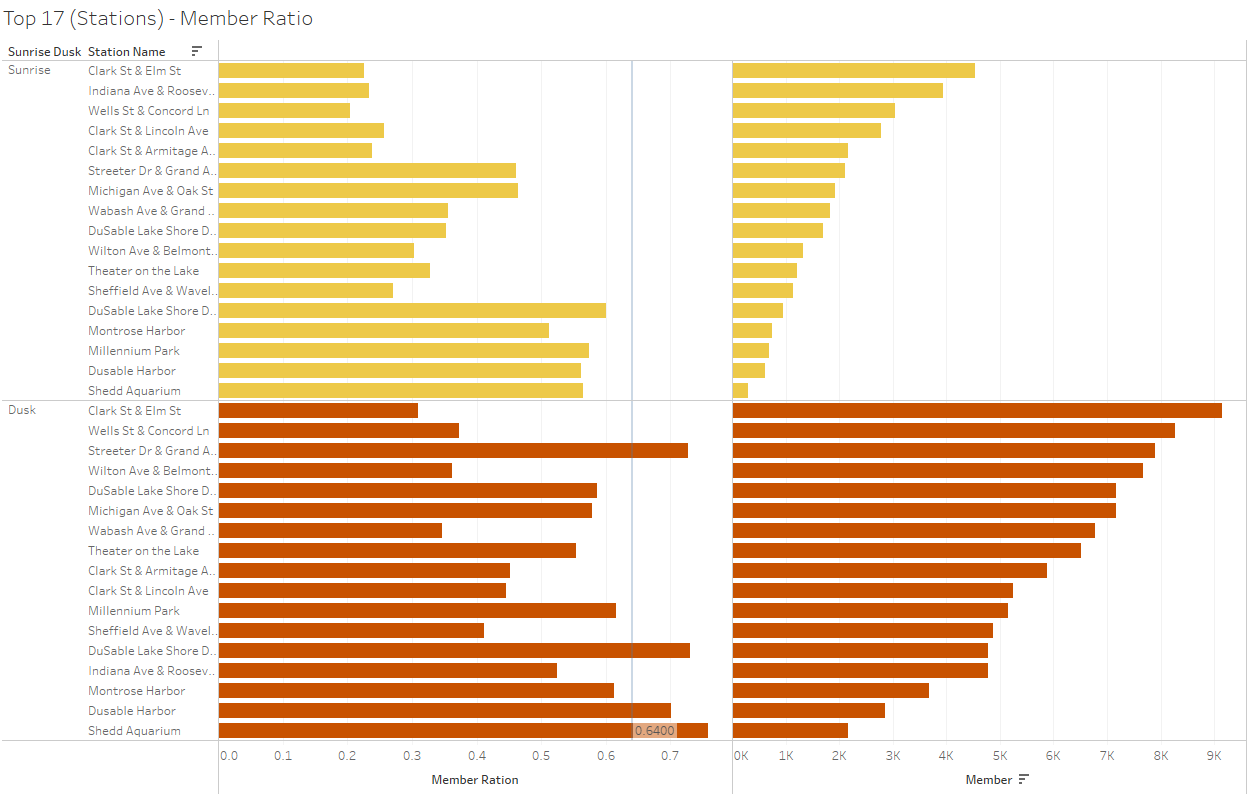 Top 17 (Stations) - Member Ratio
Sunrise Dusk Station Name
Sunrise Clark St & Elm St
Indiana Ave & Roosev..
Wells St & Concord Ln
Clark St & Lincoln Ave
Clark St & Armitage A..
Streeter Dr & Grand A..
Michigan Ave & Oak St
Wabash Ave & Grand ..
DuSable Lake Shore D..
Wilton Ave & Belmont..
Theater on the Lake
Sheffield Ave & Wavel..
DuSable Lake Shore D..
Montrose Harbor
Millennium Park
Dusable Harbor
Shedd Aquarium
Dusk Clark St & Elm St
Wells St & Concord Ln
Streeter Dr & Grand A..
Wilton Ave & Belmont..
DuSable Lake Shore D..
Michigan Ave & Oak St
Wabash Ave & Grand ..
Theater on the Lake
Clark St & Armitage A..
Clark St & Lincoln Ave
Millennium Park
Sheffield Ave & Wavel..
DuSable Lake Shore D..
Indiana Ave & Roosev..
Montrose Harbor
Dusable Harbor
Shedd Aquarium 0.6400
0.0 0.1 0.2 0.3 0.4 0.5 0.6 0.7 0K 1K 2K 3K 4K 5K 6K 7K 8K 9K
Member Ration Member